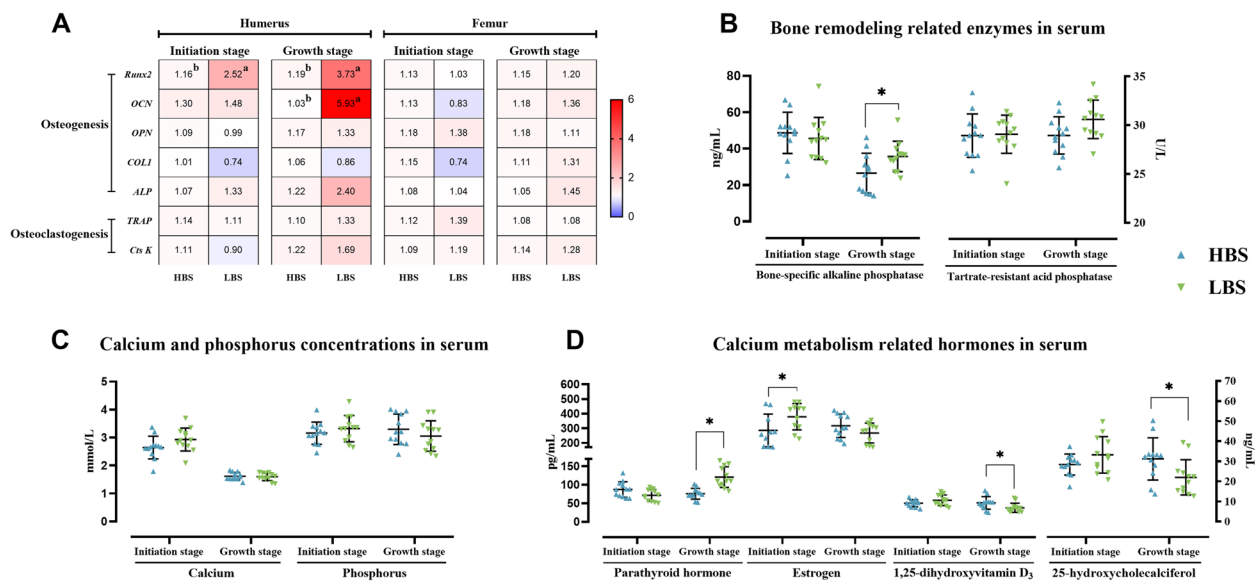 A
Humerus Femur
Initiation stage Growth stage Initiation stage Growth stage
Osteogenesis
Runx2 1.16b 2.52a 1.19b 3.73a 1.13 1.03 1.15 1.20
OCN 1.30 1.48 1.03b 5.93a 1.13 0.83 1.18 1.36
OPN 1.09 0.99 1.17 1.33 1.18 1.38 1.18 1.11
COL1 1.01 0.74 1.06 0.86 1.15 0.74 1.11 1.31
ALP 1.07 1.33 1.22 2.40 1.08 1.04 1.05 1.45
Osteoclastogenesis
TRAP 1.14 1.11 1.10 1.33 1.12 1.39 1.08 1.08
Cts K 1.11 0.90 1.22 1.69 1.09 1.19 1.14 1.28
HBS LBS HBS LBS HBS LBS HBS LBS
6
4
2
0
B Bone remodeling related enzymes in serum
ng/mL
80
60
40
20
0
*
35
30
25
20
U/L
Initiation stage Growth stage Initiation stage Growth stage
Bone-specific alkaline phosphatase Tartrate-resistant acid phosphatase
HBS
LBS
C Calcium and phosphorus concentrations in serum
mmol/L
5
4
3
2
1
0
Initiation stage Growth stage Initiation stage Growth stage
Calcium Phosphorus
D Calcium metabolism related hormones in serum
pg/mL
600
500
400
300
200
150
100
50
0
* * * *
70
60
50
40
30
20
10
0
ng/mL
Initiation stage Growth stage Initiation stage Growth stage Initiation stage Growth stage Initiation stage Growth stage
Parathyroid hormone Estrogen 1,25-dihydroxyvitamin D3 25-hydroxycholecalciferol